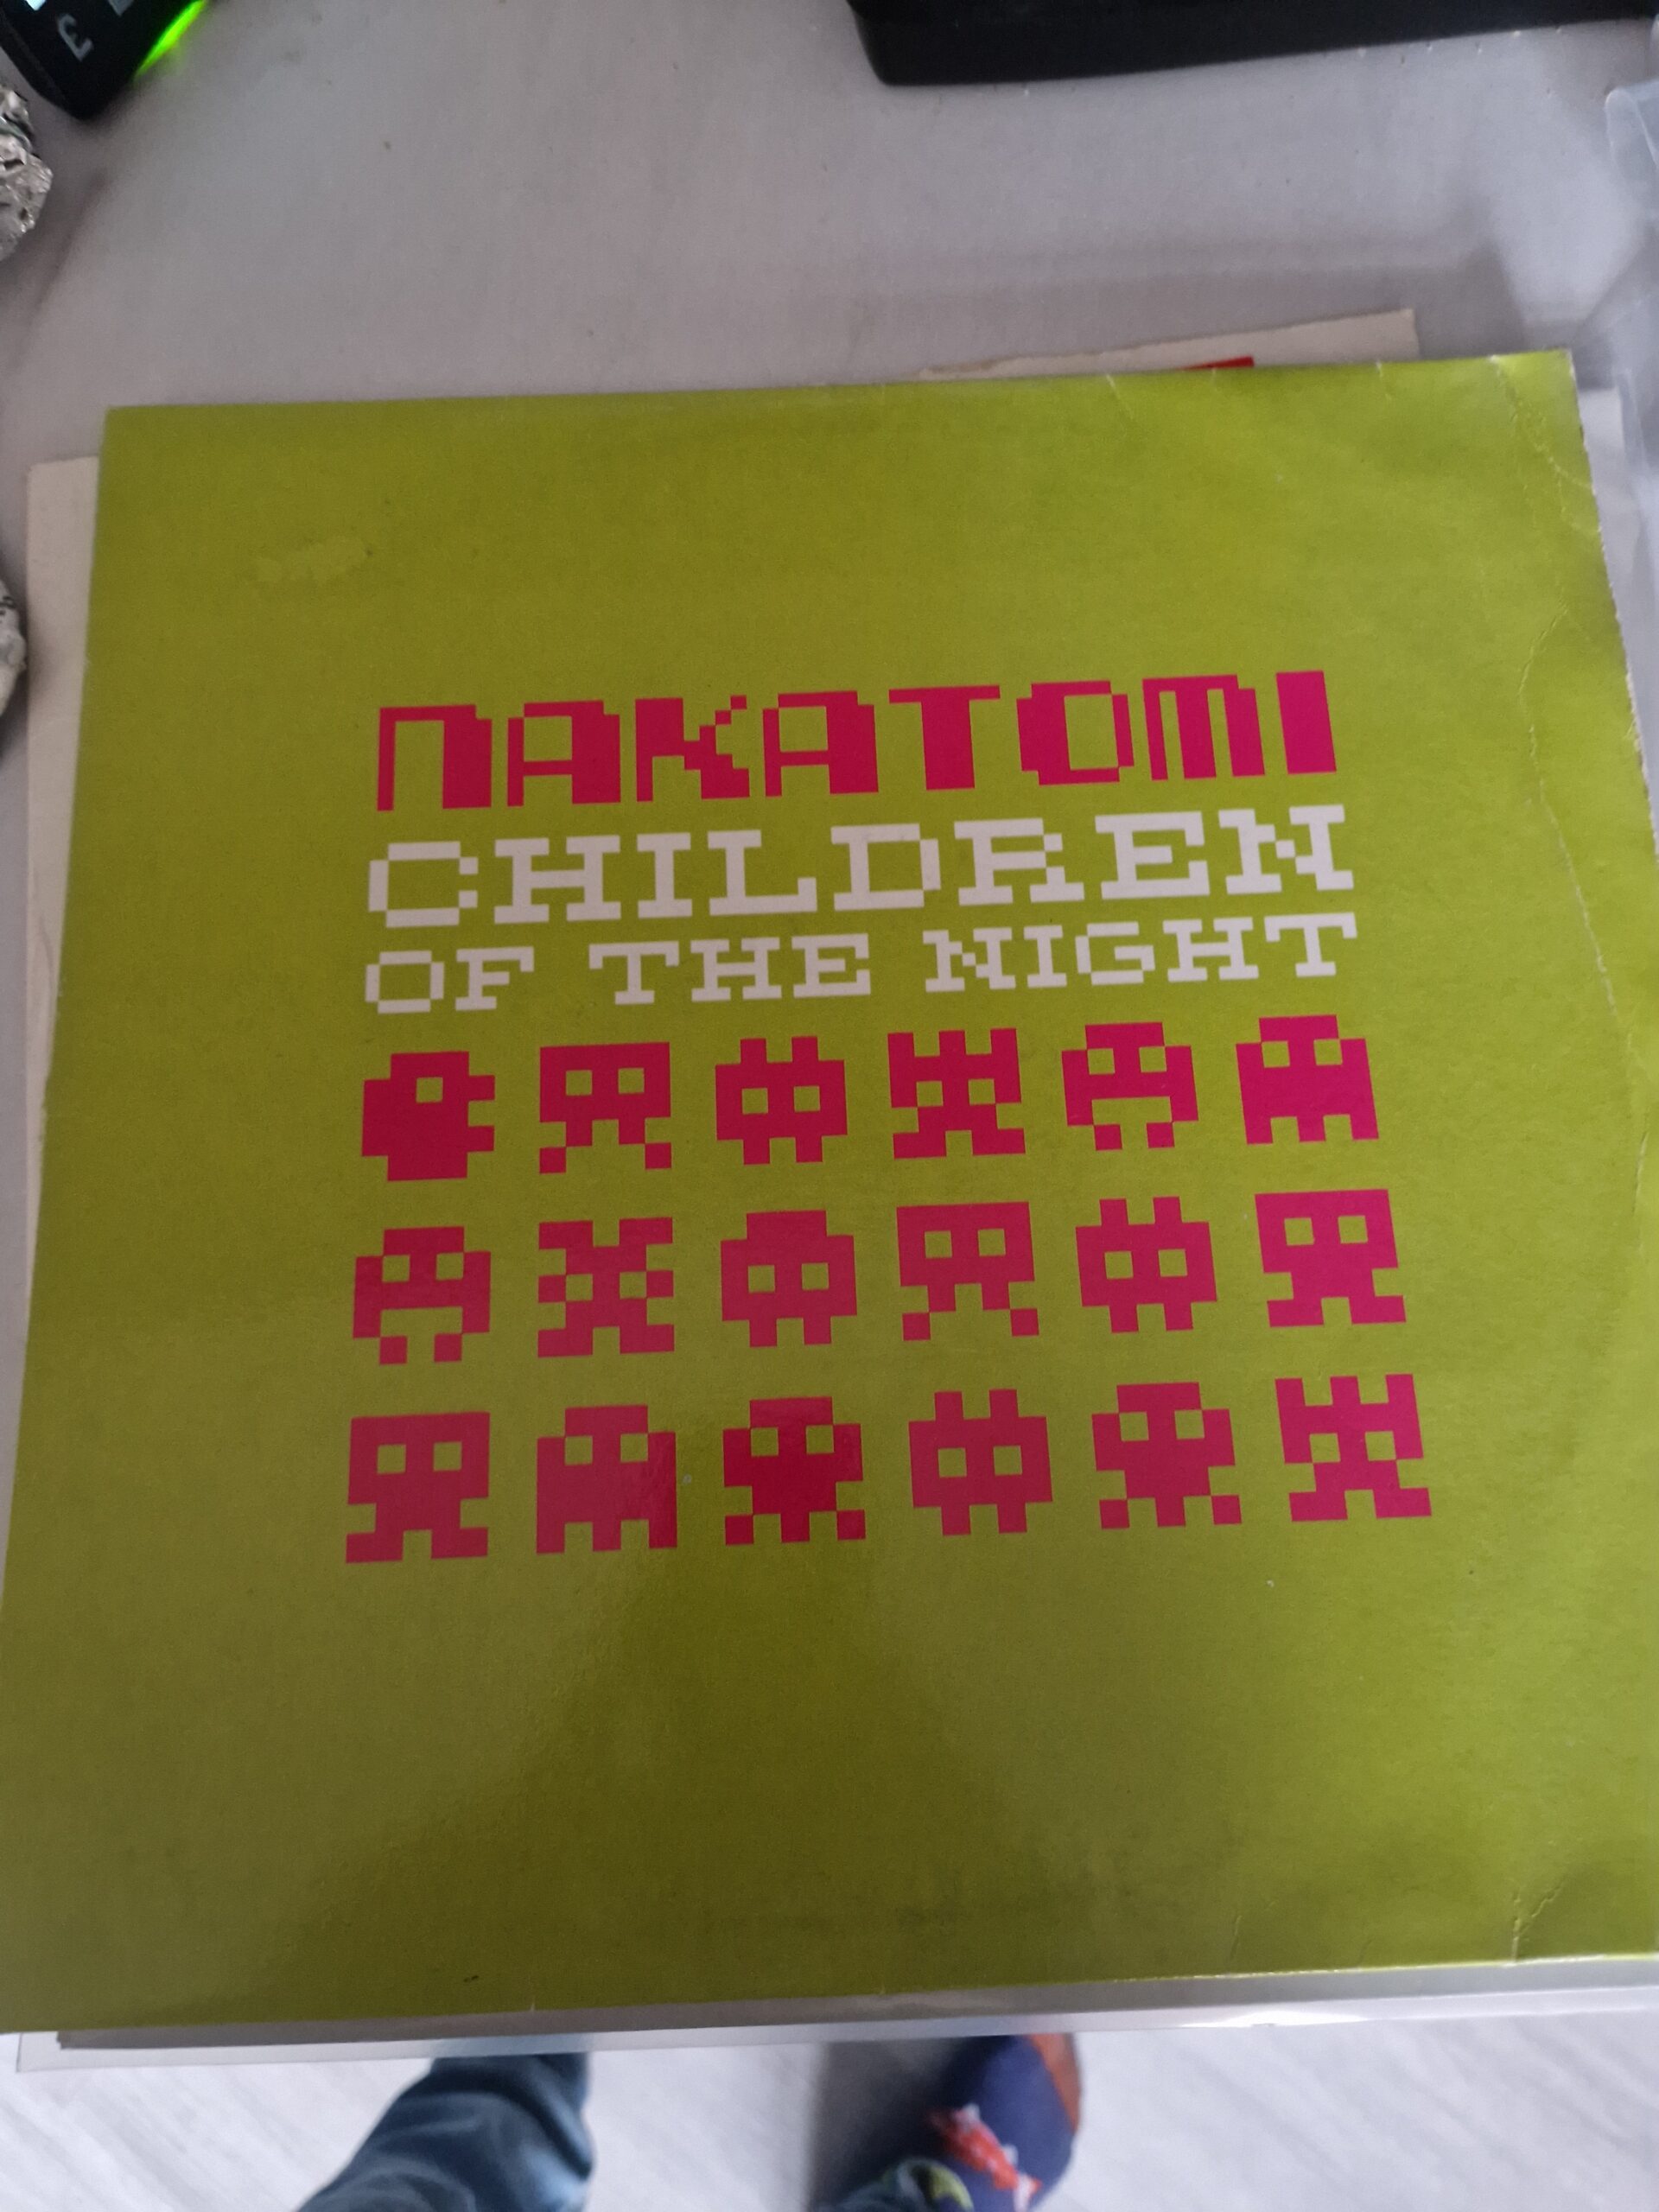 NAKATOMI
CHILDREN
OF THE NIGHT